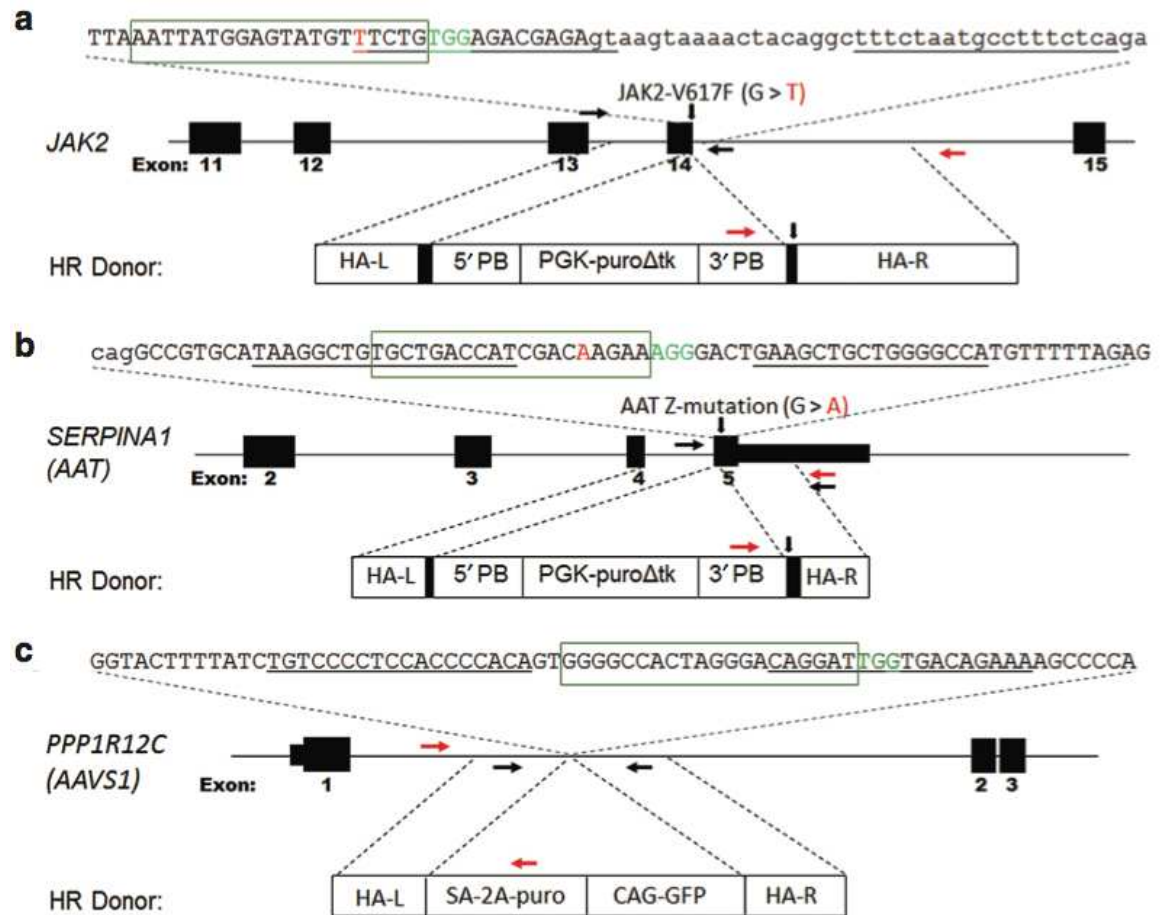 a
TTAAATTATGGAGTATGTTTCTGTGGAGACGAGAgtaagtaaaactacaggctttctaatgcctttctcaga
JAK2-V617F (G > T)
JAK2
Exon: 11 12 13 14 15
HR Donor: HA-L 5′ PB PGK-puroΔtk 3′ PB HA-R
b
cagGCCGTGCATAAGGCTGTGCTGACCATCGACAAGAAAGGGACTGAAGCTGCTGGGGCCATGTTTTTAGAG
AAT Z-mutation (G > A)
SERPINA1
(AAT)
Exon: 2 3 4 5
HR Donor: HA-L 5′ PB PGK-puroΔtk 3′ PB HA-R
c
GGTACTTTTATCTGTCCCCTCCACCCCACAGTGGGGCCACTAGGGACAGGATTGGTGACAGAAAAGCCCCA
PPP1R12C
(AAVS1)
Exon: 1 2 3
HR Donor: HA-L SA-2A-puro CAG-GFP HA-R